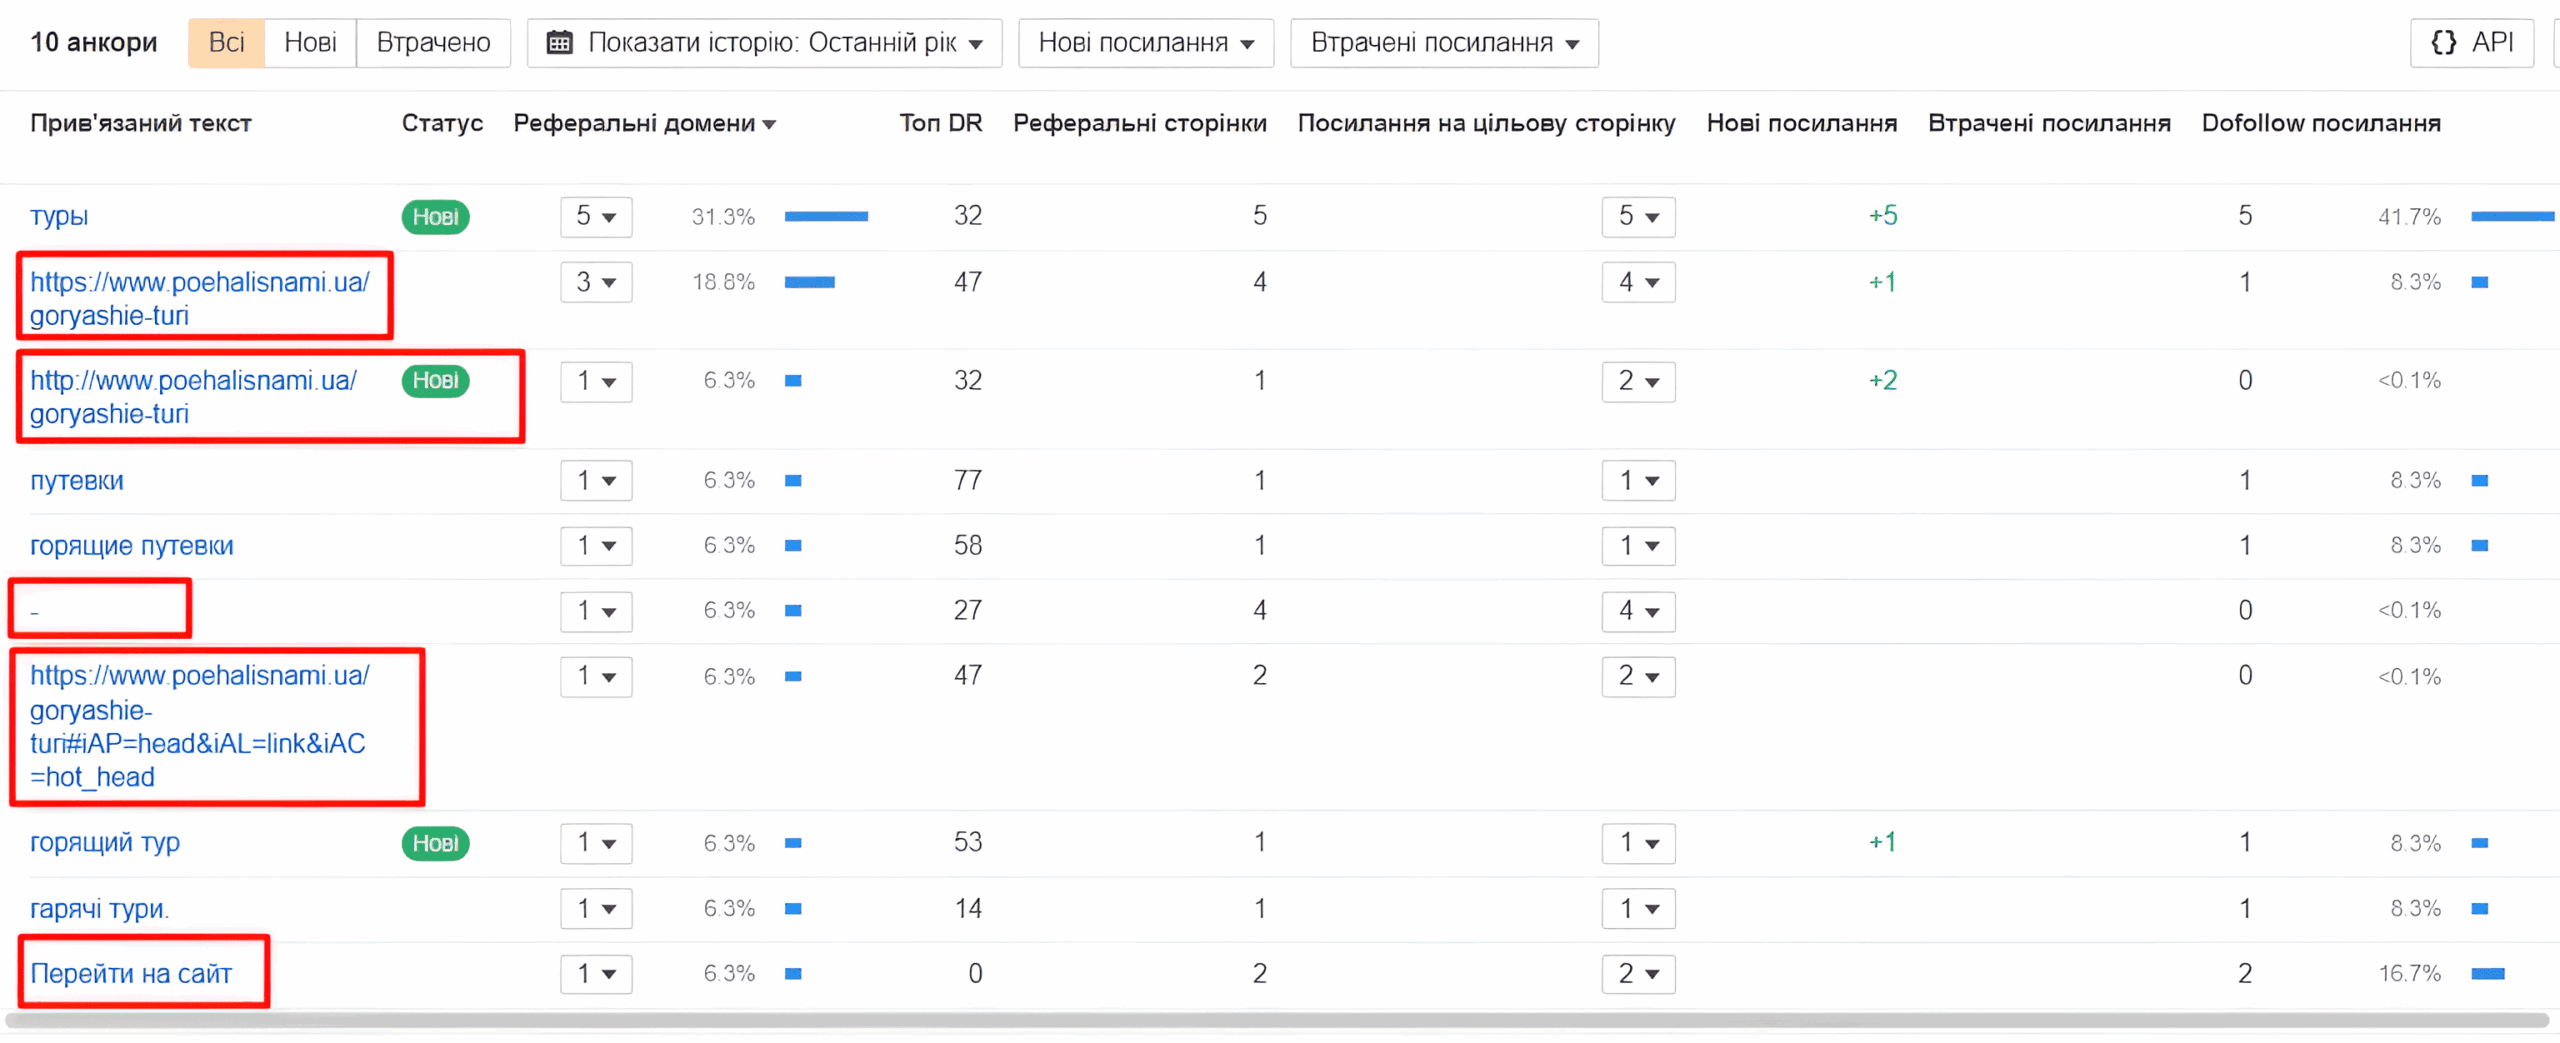 10 анкори Всі Нові Втрачено Показати історію: Останній рік Нові посилання Втрачені посилання {} API
Прив'язаний текст Статус Реферальні домени Топ DR Реферальні сторінки Посилання на цільову сторінку Нові посилання Втрачені посилання Dofollow посилання
туры Нові 5 31.3% 32 5 5 +5 5 41.7%
https://www.poehalisnami.ua/ 3 18.8% 47 4 4 +1 1 8.3%
goryashie-turi
http://www.poehalisnami.ua/ Нові 1 6.3% 32 1 2 +2 0 <0.1%
goryashie-turi
путевки 1 6.3% 77 1 1 1 8.3%
горящие путевки 1 6.3% 58 1 1 1 8.3%
- 1 6.3% 27 4 4 0 <0.1%
https://www.poehalisnami.ua/ 1 6.3% 47 2 2 0 <0.1%
goryashie-
turi#iAP=head&iAL=link&iAC
=hot_head
горящий тур Нові 1 6.3% 53 1 1 +1 1 8.3%
гарячі тури. 1 6.3% 14 1 1 1 8.3%
Перейти на сайт 1 6.3% 0 2 2 2 16.7%